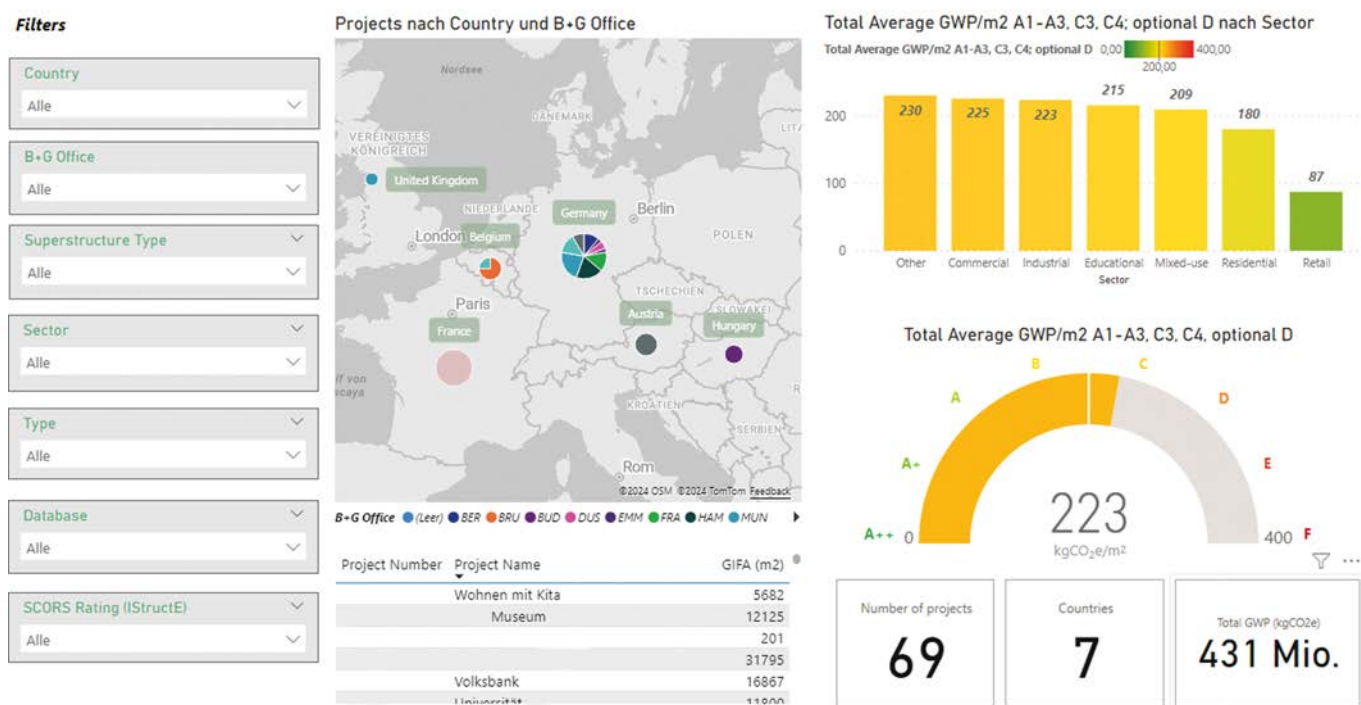 Filters
Country
Alle
B+G Office
Alle
Superstructure Type
Alle
Sector
Alle
Type
Alle
Database
Alle
SCORS Rating (IStructE)
Alle
Projects nach Country und B+G Office
Nordsee
DÄNEMARK
VEREINIGTES
KÖNIGREICH
United Kingdom
NIEDERLANDE
Germany
Berlin
London
Belgium
POLEN
Paris
TSCHECHIEN
SLOWAKEI
France
Austria
Hungary
KROATIEN
SERBIEN
Rom
©2024 OSM ©2024 TomTom Feedback
B+G Office (Leer) BER BRU BUD DUS EMM FRA HAM MUN
Project Number Project Name GIFA (m2)
Wohnen mit Kita 5682
Museum 12125
201
31795
Volksbank 16867
Universität 11800
Total Average GWP/m2 A1-A3, C3, C4; optional D nach Sector
Total Average GWP/m2 A1-A3, C3, C4; optional D 0,00 400,00
200,00
200
100
0
230
225
223
215
209
180
87
Other Commercial Industrial Educational Mixed-use Residential Retail
Sector
Total Average GWP/m2 A1-A3, C3, C4, optional D
B C
A D
A+ E
A++ 0 400 F
223
kgCO₂e/m²
Number of projects
69
Countries
7
Total GWP (kgCO2e)
431 Mio.